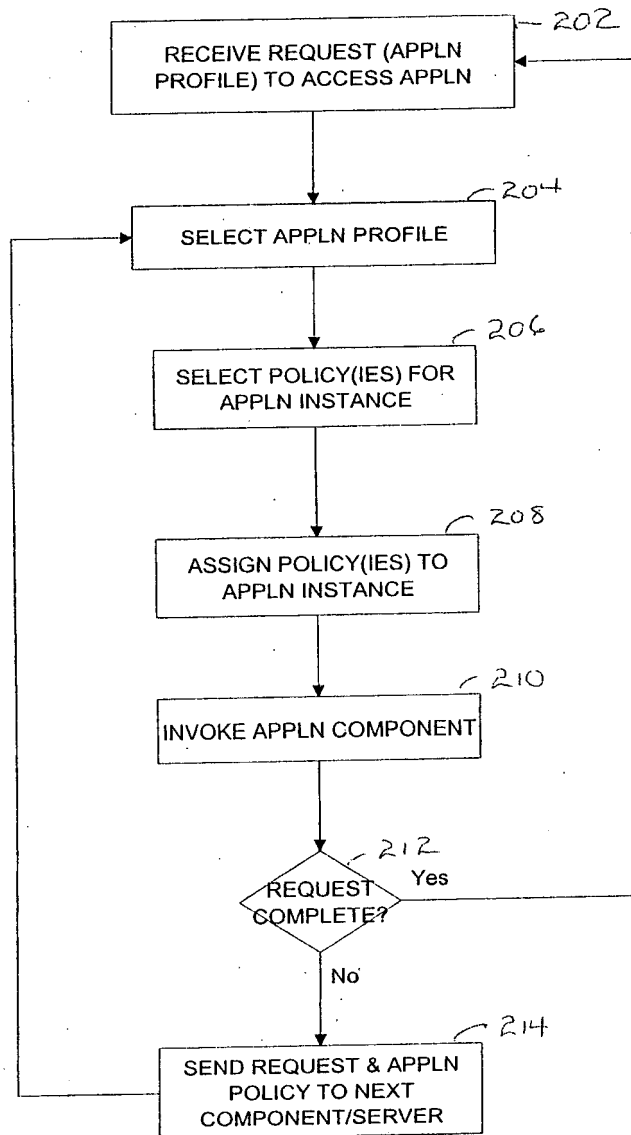 202
RECEIVE REQUEST (APPLN
PROFILE) TO ACCESS APPLN
204
SELECT APPLN PROFILE
206
SELECT POLICY(IES) FOR
APPLN INSTANCE
208
ASSIGN POLICY(IES) TO
APPLN INSTANCE
210
INVOKE APPLN COMPONENT
212
REQUEST
COMPLETE?
Yes
No
214
SEND REQUEST & APPLN
POLICY TO NEXT
COMPONENT/SERVER